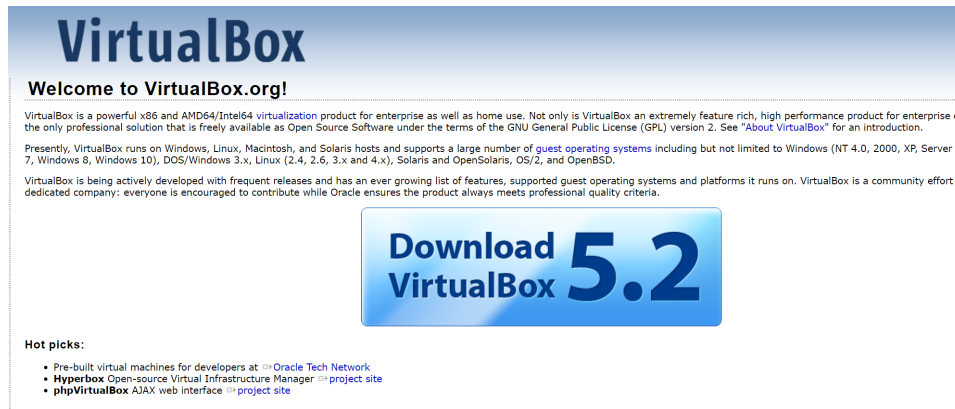 VirtualBox
Welcome to VirtualBox.org!
VirtualBox is a powerful x86 and AMD64/Intel64 virtualization product for enterprise as well as home use. Not only is VirtualBox an extremely feature rich, high performance product for enterprise
the only professional solution that is freely available as Open Source Software under the terms of the GNU General Public License (GPL) version 2. See "About VirtualBox" for an introduction.
Presently, VirtualBox runs on Windows, Linux, Macintosh, and Solaris hosts and supports a large number of guest operating systems including but not limited to Windows (NT 4.0, 2000, XP, Server
7, Windows 8, Windows 10), DOS/Windows 3.x, Linux (2.4, 2.6, 3.x and 4.x), Solaris and OpenSolaris, OS/2, and OpenBSD.
VirtualBox is being actively developed with frequent releases and has an ever growing list of features, supported guest operating systems and platforms it runs on. VirtualBox is a community effort
dedicated company: everyone is encouraged to contribute while Oracle ensures the product always meets professional quality criteria.
Download
VirtualBox 5.2
Hot picks:
• Pre-built virtual machines for developers at Oracle Tech Network
• Hyperbox Open-source Virtual Infrastructure Manager project site
• phpVirtualBox AJAX web interface project site